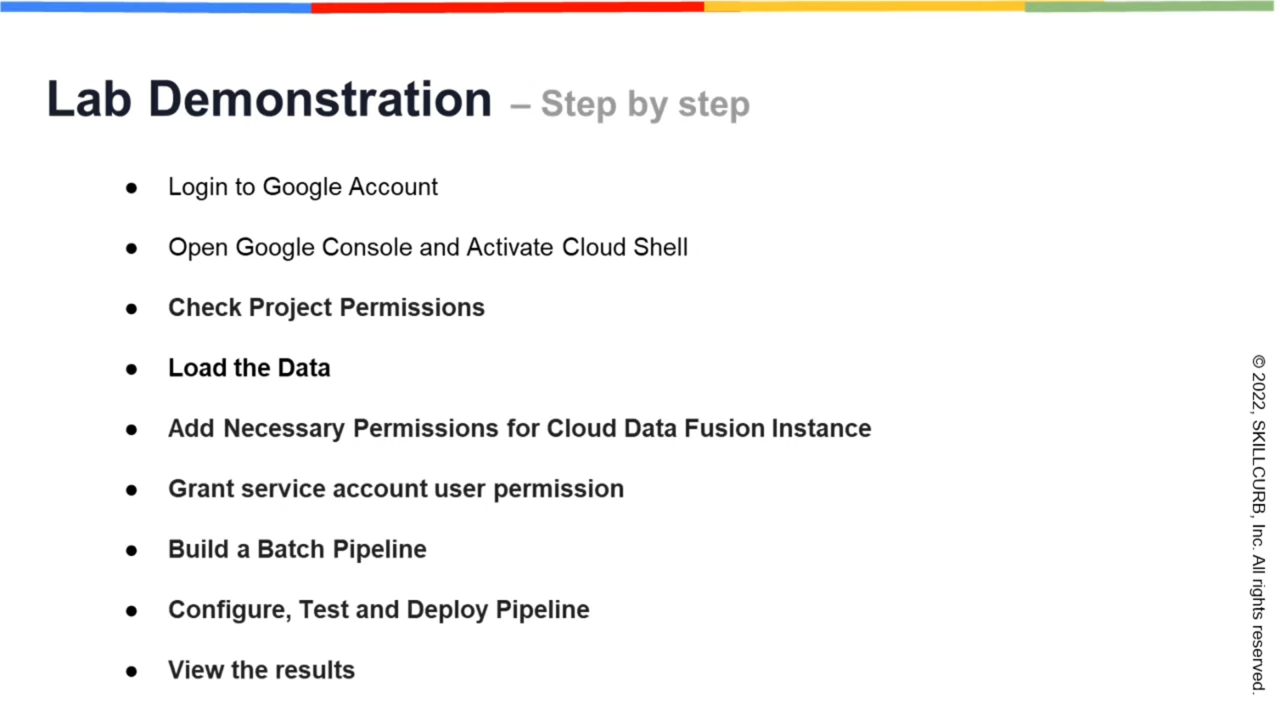 Lab Demonstration – Step by step
● Login to Google Account
● Open Google Console and Activate Cloud Shell
● Check Project Permissions
● Load the Data
● Add Necessary Permissions for Cloud Data Fusion Instance
● Grant service account user permission
● Build a Batch Pipeline
● Configure, Test and Deploy Pipeline
● View the results
© 2022, SKILLCURB, Inc. All rights reserved.